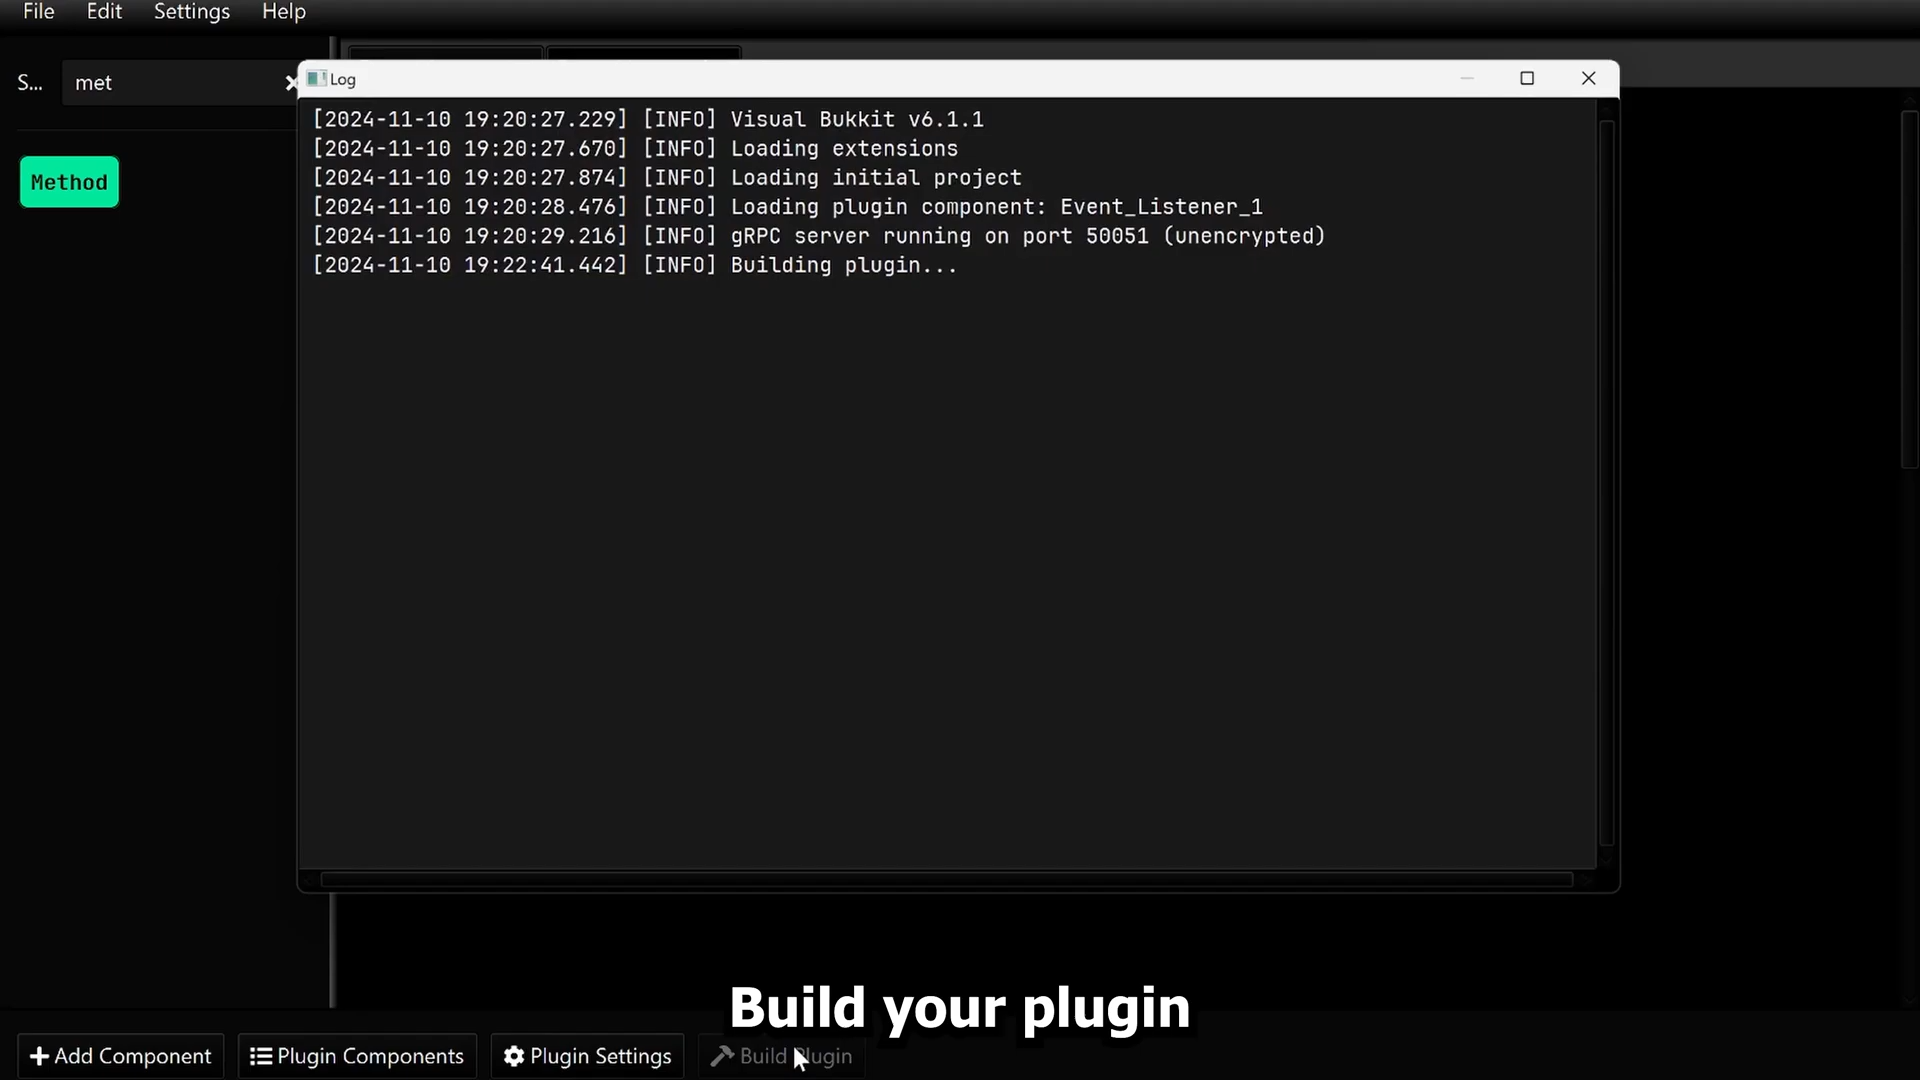 File Edit Settings Help
S... met
Log
[2024-11-10 19:20:27.229] [INFO] Visual Bukkit v6.1.1
[2024-11-10 19:20:27.670] [INFO] Loading extensions
[2024-11-10 19:20:27.874] [INFO] Loading initial project
[2024-11-10 19:20:28.476] [INFO] Loading plugin component: Event_Listener_1
[2024-11-10 19:20:29.216] [INFO] gRPC server running on port 50051 (unencrypted)
[2024-11-10 19:22:41.442] [INFO] Building plugin...
Method
Build your plugin
Add Component Plugin Components Plugin Settings Build Plugin